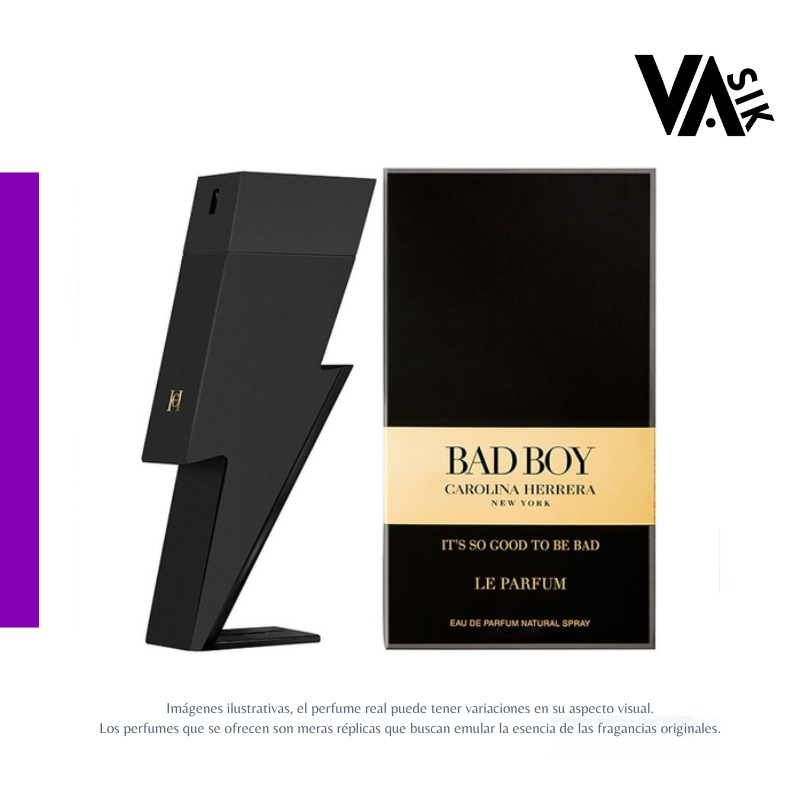 VASIK
CH
BAD BOY
CAROLINA HERRERA
NEW YORK
IT'S SO GOOD TO BE BAD
LE PARFUM
EAU DE PARFUM NATURAL SPRAY
Imágenes ilustrativas, el perfume real puede tener variaciones en su aspecto visual.
Los perfumes que se ofrecen son meras réplicas que buscan emular la esencia de las fragancias originales.